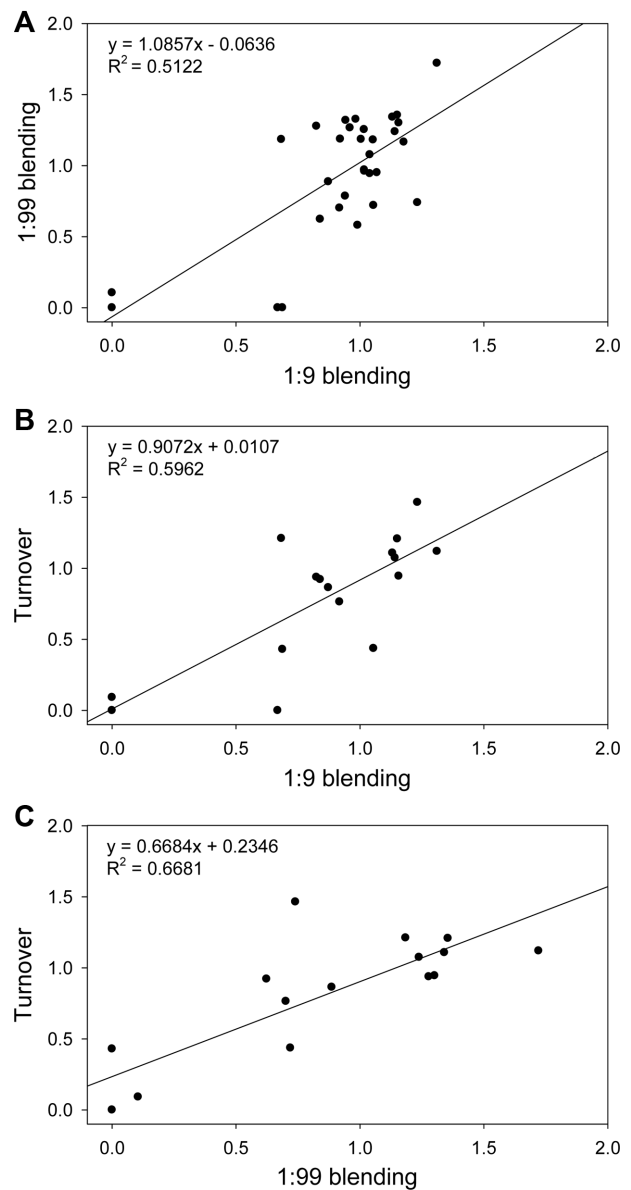 A
2.0
y = 1.0857x - 0.0636
R² = 0.5122
1.5
1.0
0.5
0.0
1:99 blending
0.0 0.5 1.0 1.5 2.0
1:9 blending
B
2.0
y = 0.9072x + 0.0107
R² = 0.5962
1.5
1.0
0.5
0.0
Turnover
0.0 0.5 1.0 1.5 2.0
1:9 blending
C
2.0
y = 0.6684x + 0.2346
R² = 0.6681
1.5
1.0
0.5
0.0
Turnover
0.0 0.5 1.0 1.5 2.0
1:99 blending